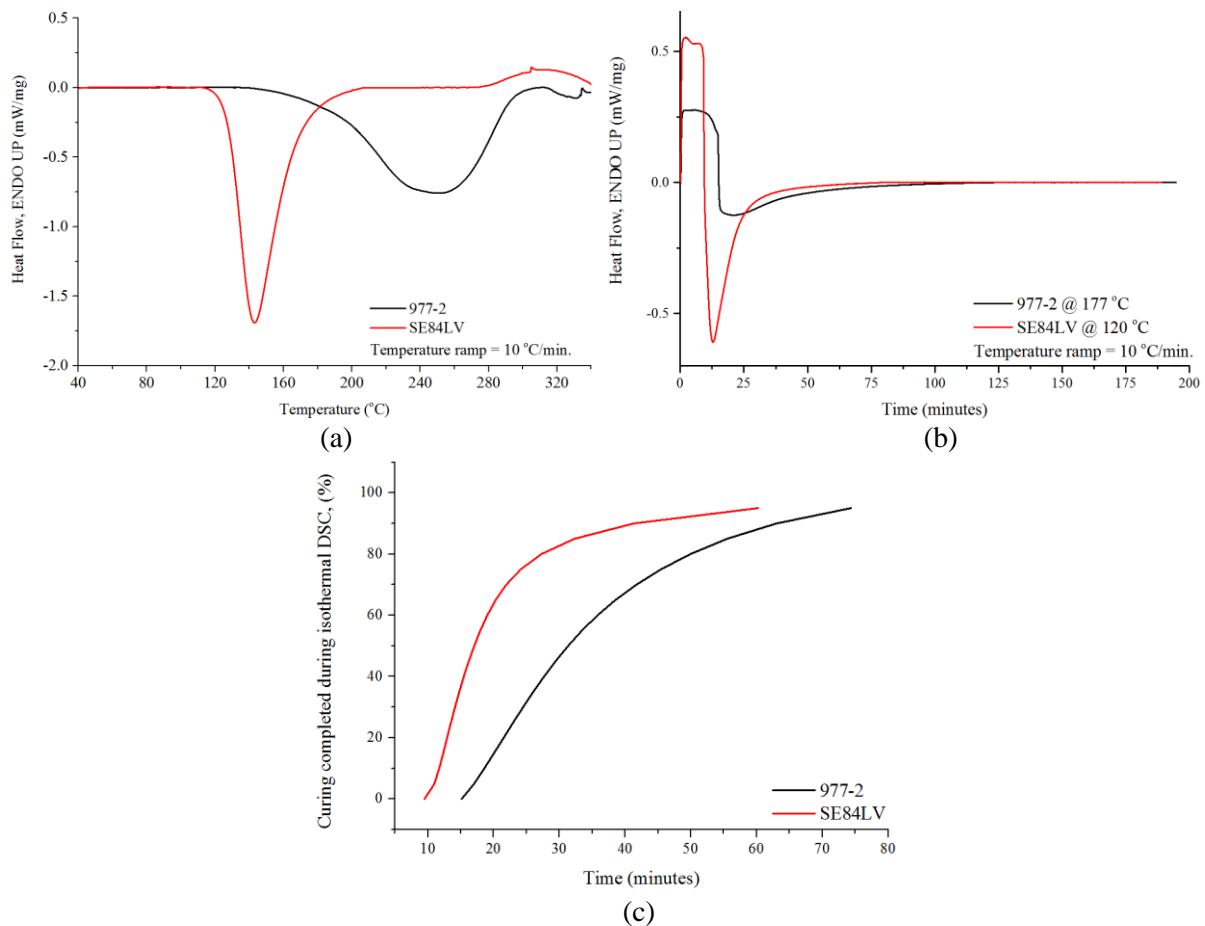 0.5
0.0
-0.5
-1.0
-1.5
-2.0
40 80 120 160 200 240 280 320
Heat Flow, ENDO UP (mW/mg)
Temperature (°C)
977-2
SE84LV
Temperature ramp = 10 °C/min.
(a)
0.5
0.0
-0.5
0 25 50 75 100 125 150 175 200
Heat Flow, ENDO UP (mW/mg)
Time (minutes)
977-2 @ 177 °C
SE84LV @ 120 °C
Temperature ramp = 10 °C/min.
(b)
100
80
60
40
20
0
10 20 30 40 50 60 70 80
Curing completed during isothermal DSC, (%)
Time (minutes)
977-2
SE84LV
(c)